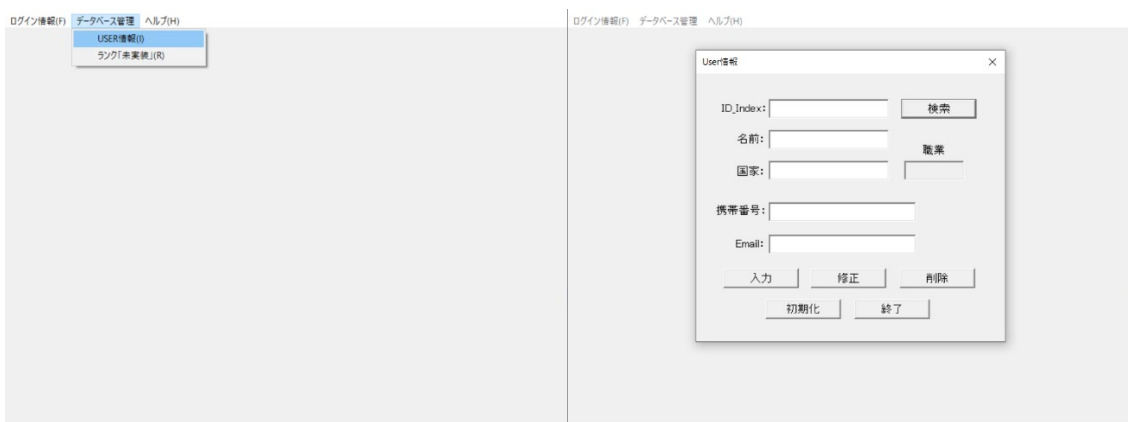 ログイン情報(F) データベース管理 ヘルプ(H)
USER情報(I)
ランク「未実装」(R)
ログイン情報(F) データベース管理 ヘルプ(H)
User情報
ID_Index: 検索
名前:
職業
国家:
携帯番号:
Email:
入力 修正 削除
初期化 終了